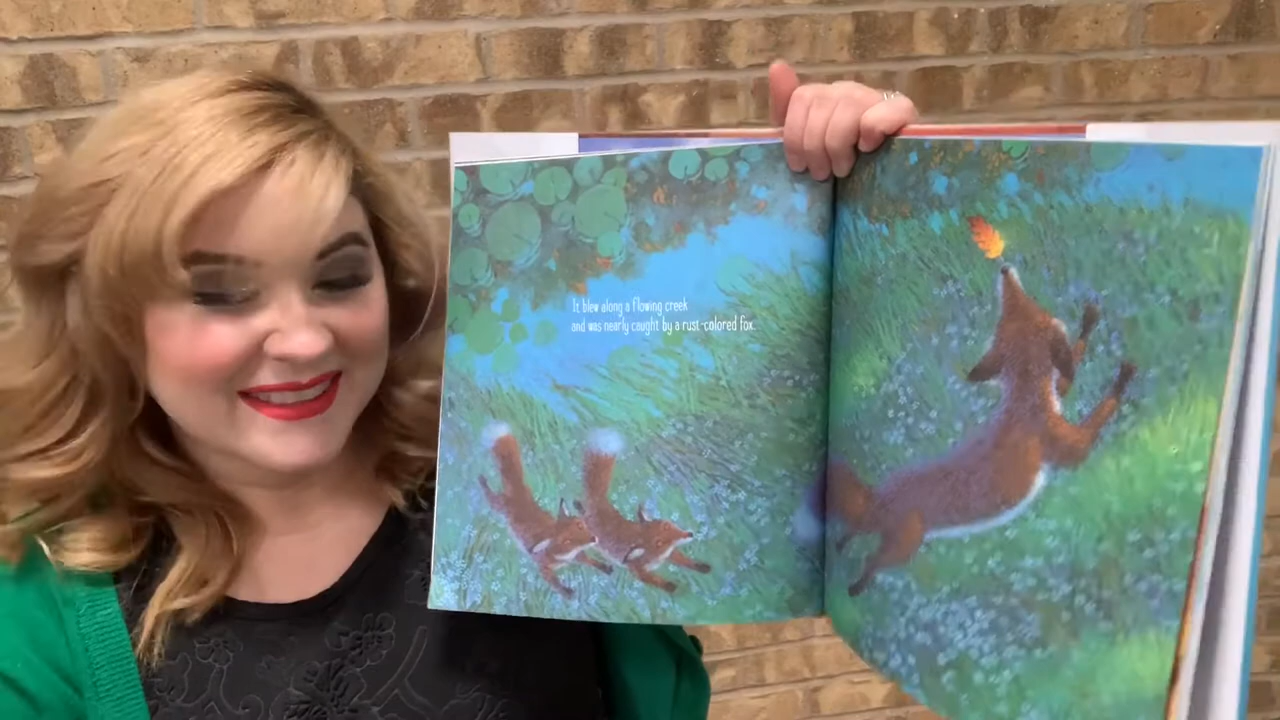 It blew along a flowing creek
and was nearly caught by a rust-colored fox...